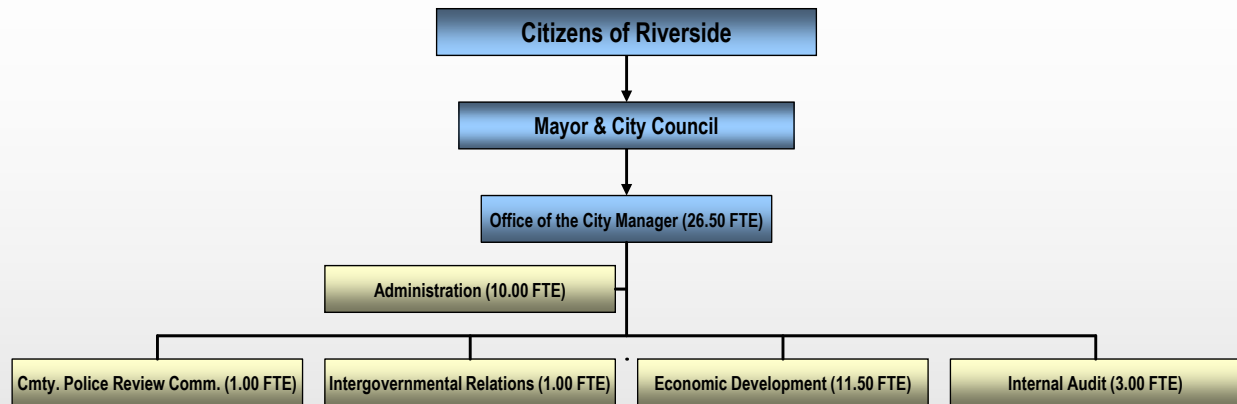 Citizens of Riverside
Mayor & City Council
Office of the City Manager (26.50 FTE)
Administration (10.00 FTE)
Cmty. Police Review Comm. (1.00 FTE)
Intergovernmental Relations (1.00 FTE)
Economic Development (11.50 FTE)
Internal Audit (3.00 FTE)